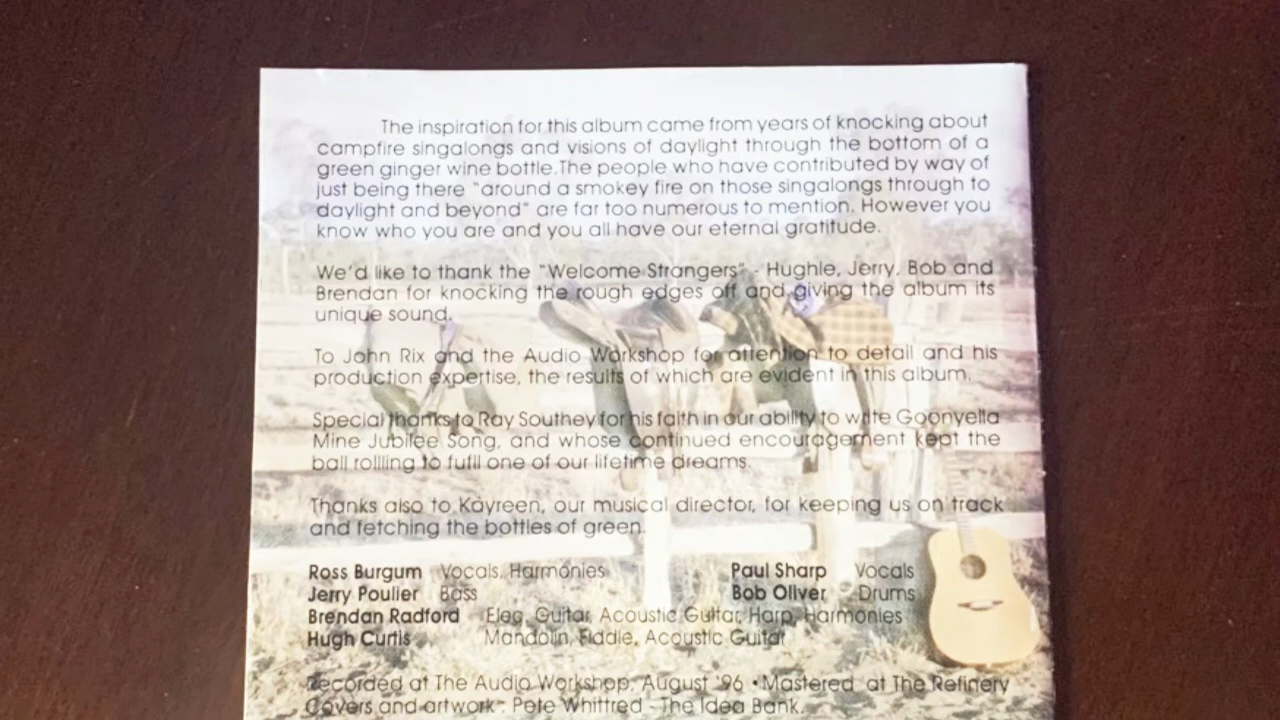 The inspiration for this album came from years of knocking about
campfire singalongs and visions of daylight through the bottom of a
green ginger wine bottle.The people who have contributed by way of
just being there "around a smokey fire on those singalongs through to
daylight and beyond" are far too numerous to mention. However you
know who you are and you all have our eternal gratitude.
We'd like to thank the "Welcome Strangers" - Hughie, Jerry, Bob and
Brendan for knocking the rough edges off and giving the album its
unique sound.
To John Rix and the Audio Workshop for attention to detail and his
production expertise, the results of which are evident in this album.
Special thanks to Ray Southey for his faith in our ability to write Goonyella
Mine Jubilee Song, and whose continued encouragement kept the
ball rollling to fufil one of our lifetime dreams.
Thanks also to Kayreen, our musical director, for keeping us on track
and fetching the bottles of green.
Ross Burgum Vocals, Harmonies Paul Sharp Vocals
Jerry Poulier Bass Bob Oliver Drums
Brendan Radford Elec. Guitar, Acoustic Guitar, Harp, Harmonies
Hugh Curtis Mandolin, Fiddle, Acoustic Guitar
Recorded at The Audio Workshop, August '96 • Mastered at The Refinery
Covers and artwork - Pete Whittred - The Idea Bank.